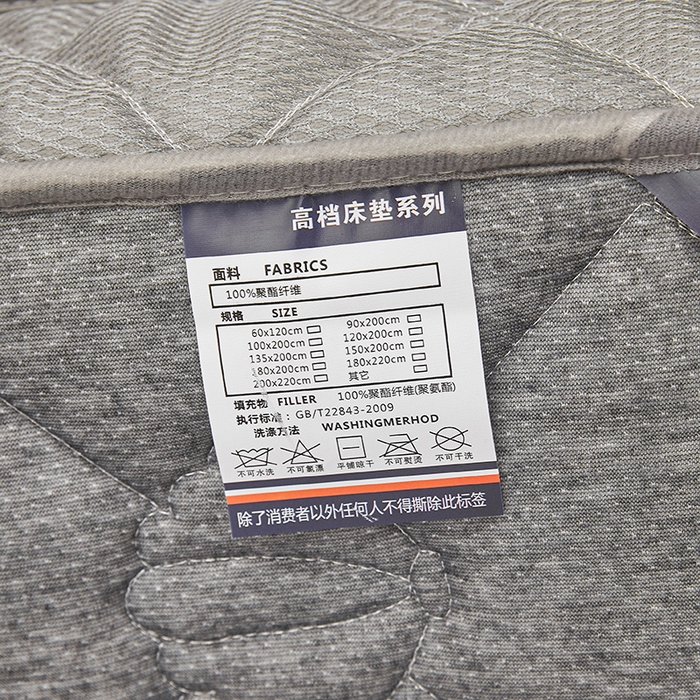 高档床垫系列
面料 FABRICS
100%聚酯纤维
规格 SIZE
60x120cm 90x200cm
100x200cm 120x200cm
135x200cm 150x200cm
180x200cm 180x220cm
200x220cm 其它
填充物 FILLER 100%聚酯纤维(聚氨酯)
执行标准: GB/T22843-2009
洗涤方法 WASHINGMERHOD
不可水洗 不可氯漂 平铺晾干 不可熨烫 不可干洗
除了消费者以外任何人不得撕除此标签